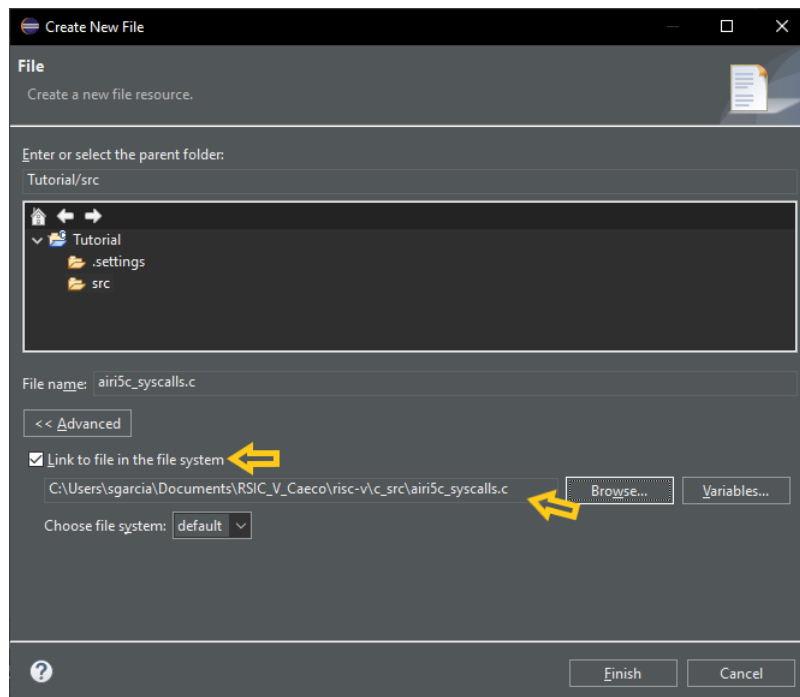 Create New File
File
Create a new file resource.
Enter or select the parent folder:
Tutorial/src
Tutorial
.settings
src
File name: airi5c_syscalls.c
<< Advanced
Link to file in the file system
C:\Users\sgarcia\Documents\RSIC_V_Caeco\risc-v\c_src\airi5c_syscalls.c Browse... Variables...
Choose file system: default
? Finish Cancel